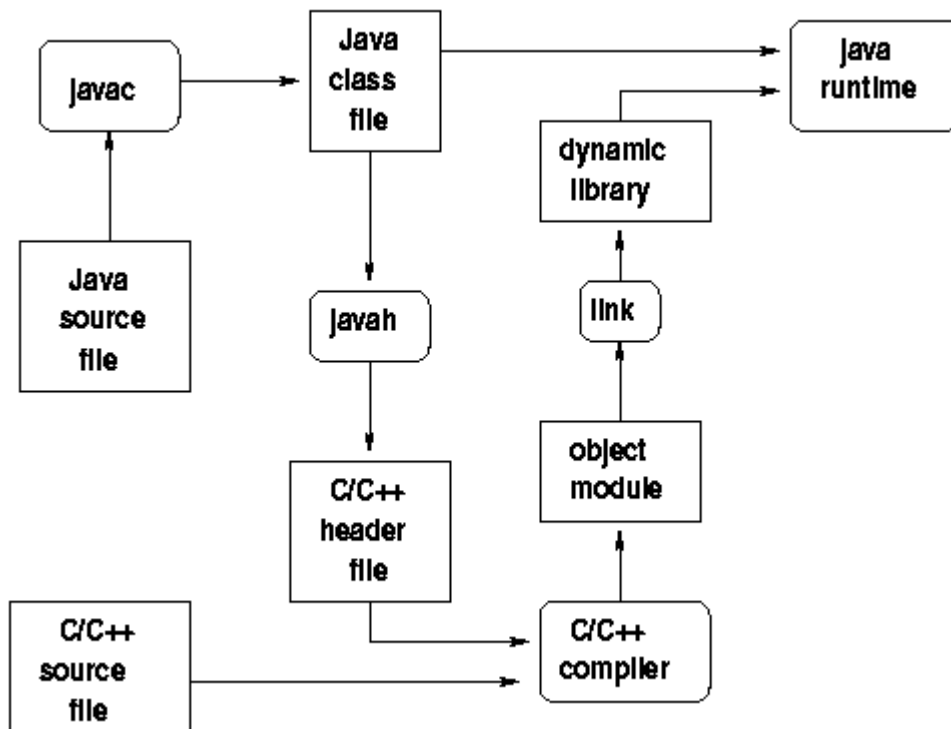 javac
Java
class
file
java
runtime
dynamic
library
Java
source
file
javah
link
C/C++
header
file
object
module
C/C++
source
file
C/C++
compiler